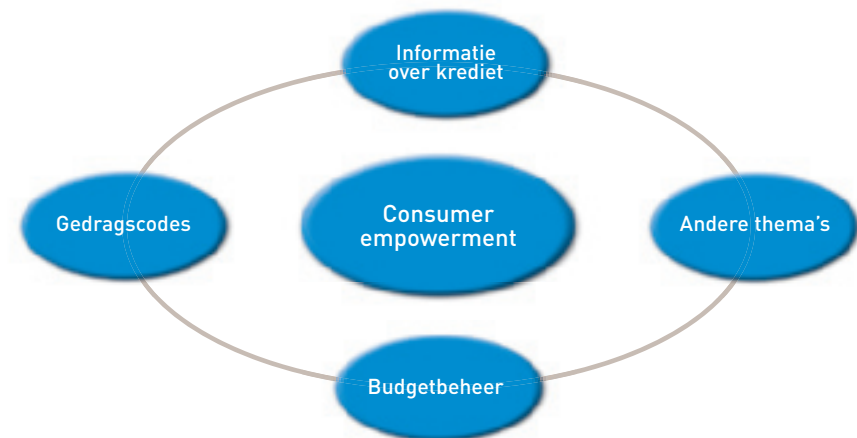 Informatie
over krediet
Gedragscodes
Consumer
empowerment
Andere thema's
Budgetbeheer